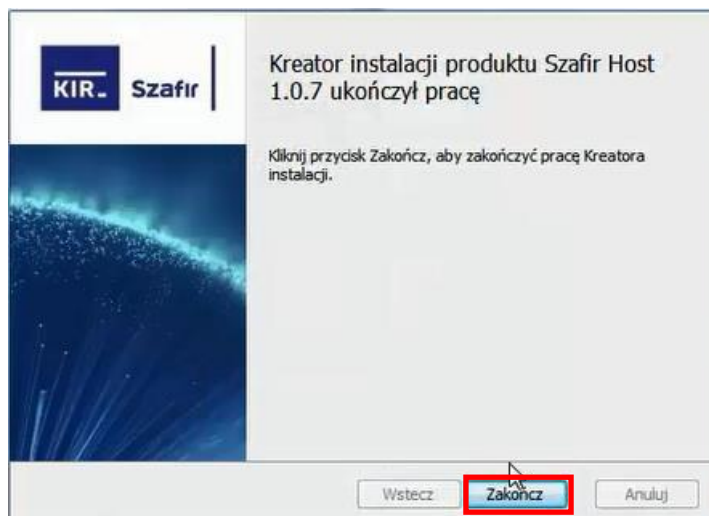 KIR Szafir
Kreator instalacji produktu Szafir Host
1.0.7 ukończył pracę
Kliknij przycisk Zakończ, aby zakończyć pracę Kreatora
instalacji.
Wstecz Zakończ Anuluj